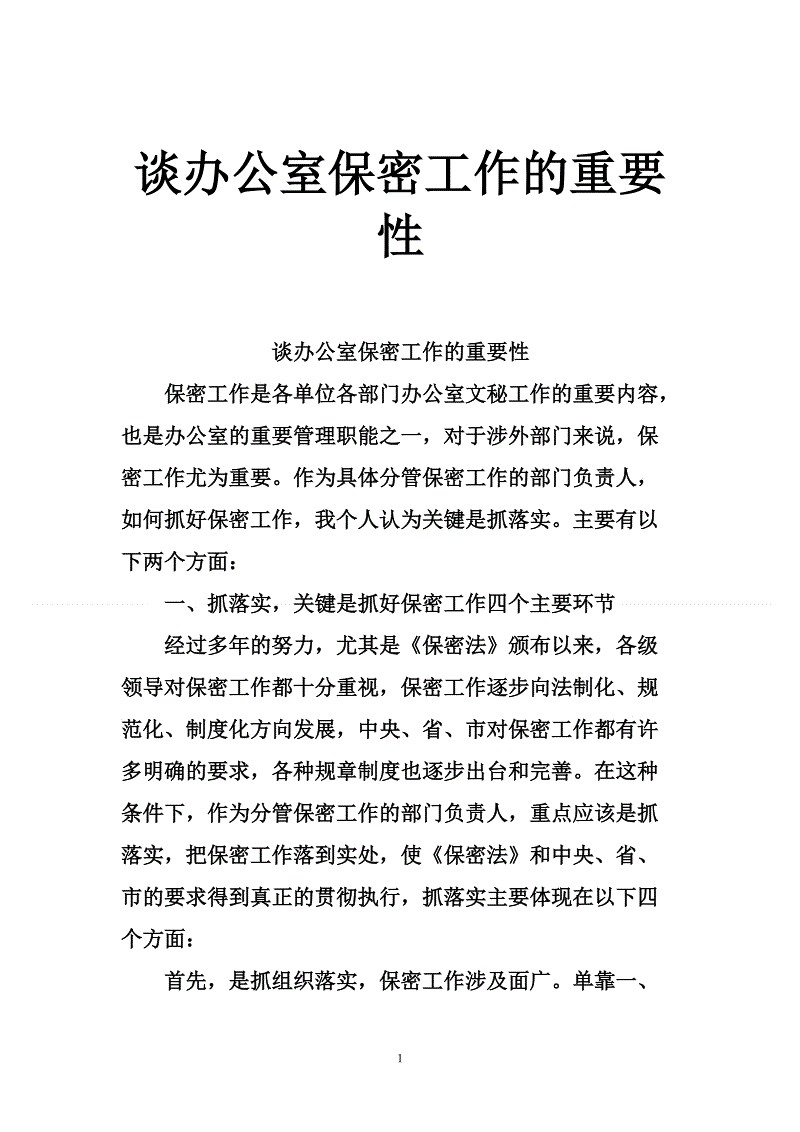 谈办公室保密工作的重要
性
谈办公室保密工作的重要性
保密工作是各单位各部门办公室文秘工作的重要内容，
也是办公室的重要管理职能之一，对于涉外部门来说，保
密工作尤为重要。作为具体分管保密工作的部门负责人，
如何抓好保密工作，我个人认为关键是抓落实。主要有以
下两个方面：
一、抓落实，关键是抓好保密工作四个主要环节
经过多年的努力，尤其是《保密法》颁布以来，各级
领导对保密工作都十分重视，保密工作逐步向法制化、规
范化、制度化方向发展，中央、省、市对保密工作都有许
多明确的要求，各种规章制度也逐步出台和完善。在这种
条件下，作为分管保密工作的部门负责人，重点应该是抓
落实，把保密工作落到实处，使《保密法》和中央、省、
市的要求得到真正的贯彻执行，抓落实主要体现在以下四
个方面：
首先，是抓组织落实，保密工作涉及面广。单靠一、
1